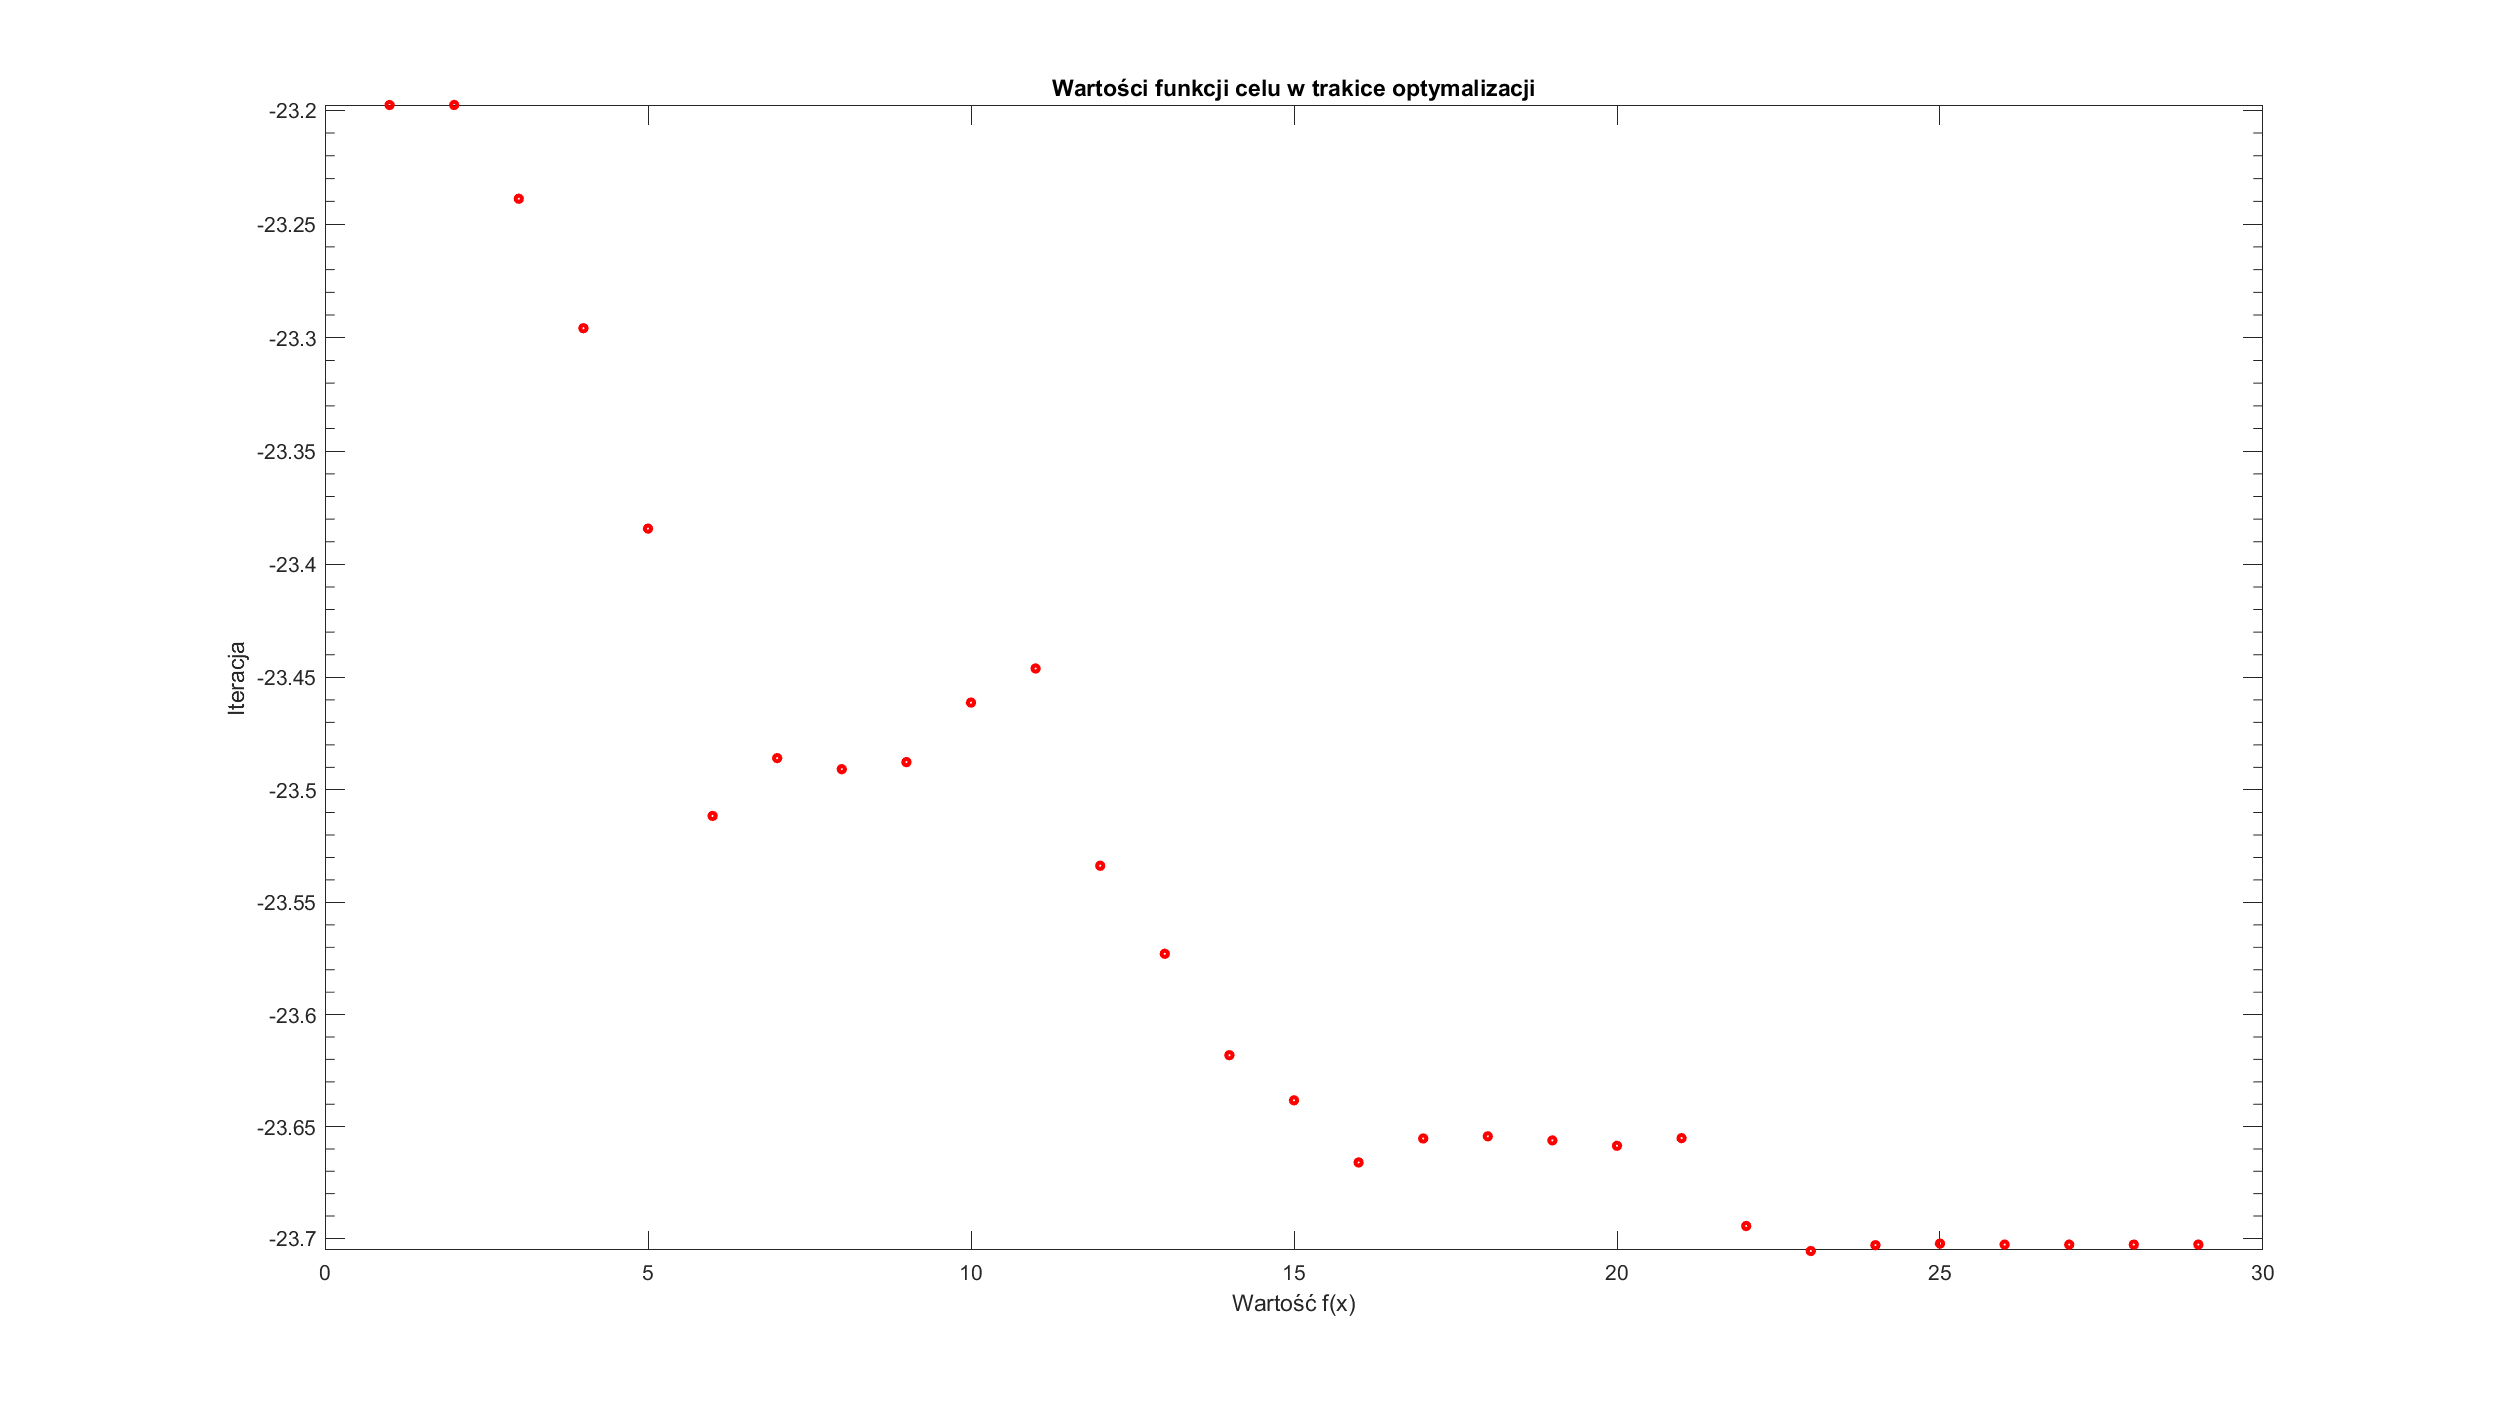 Wartości funkcji celu w trakice optymalizacji
-23.2
-23.25
-23.3
-23.35
-23.4
-23.45
-23.5
-23.55
-23.6
-23.65
-23.7
Iteracja
0 5 10 15 20 25 30
Wartość f(x)